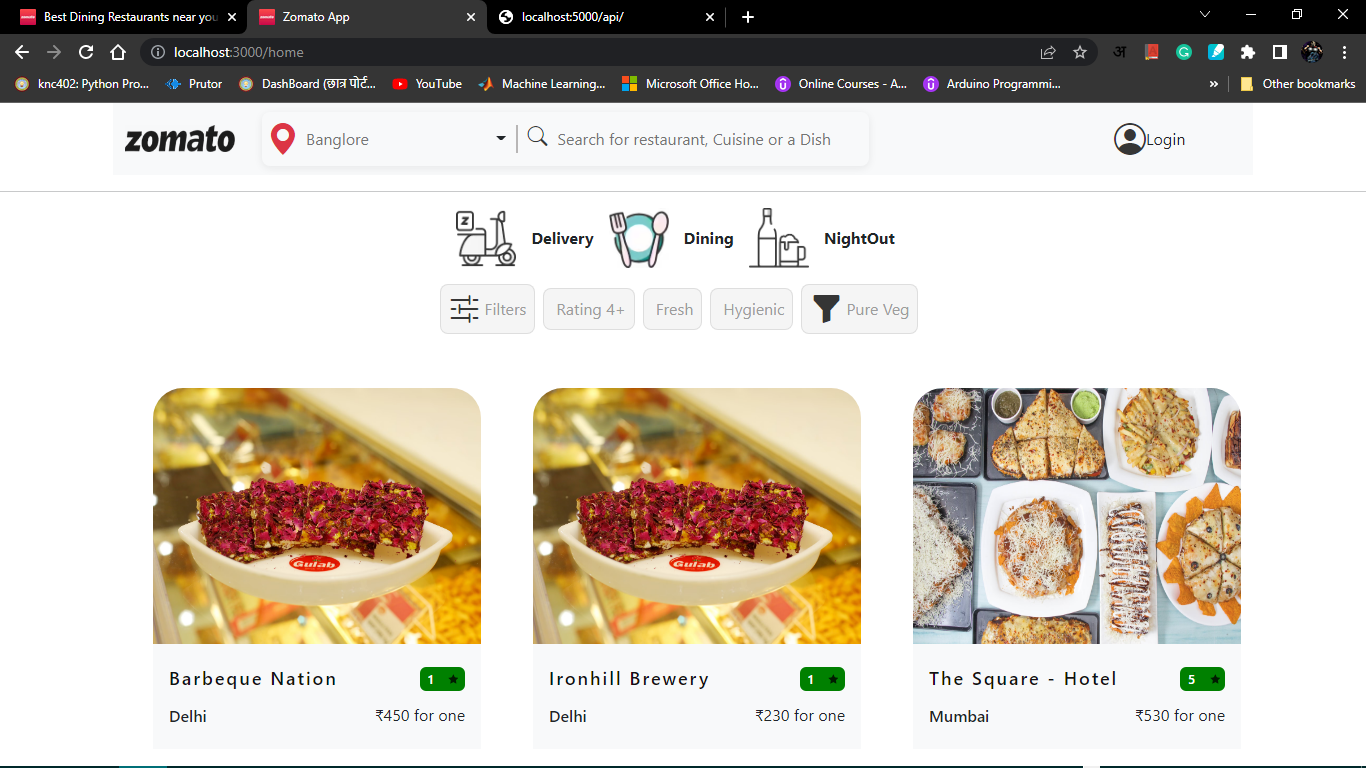 Best Dining Restaurants near you
Zomato App
localhost:5000/api/
localhost:3000/home
अ
knc402: Python Pro...
Prutor
DashBoard (छात्र पोर्ट...
YouTube
Machine Learning...
Microsoft Office Ho...
Online Courses - A...
Arduino Programmi...
»
Other bookmarks
zomato
Banglore
Search for restaurant, Cuisine or a Dish
Login
Z
Delivery
Dining
NightOut
Filters
Rating 4+
Fresh
Hygienic
Pure Veg
Gulab
Gulab
Barbeque Nation
1 ★
Delhi
₹450 for one
Ironhill Brewery
1 ★
Delhi
₹230 for one
The Square - Hotel
5 ★
Mumbai
₹530 for one